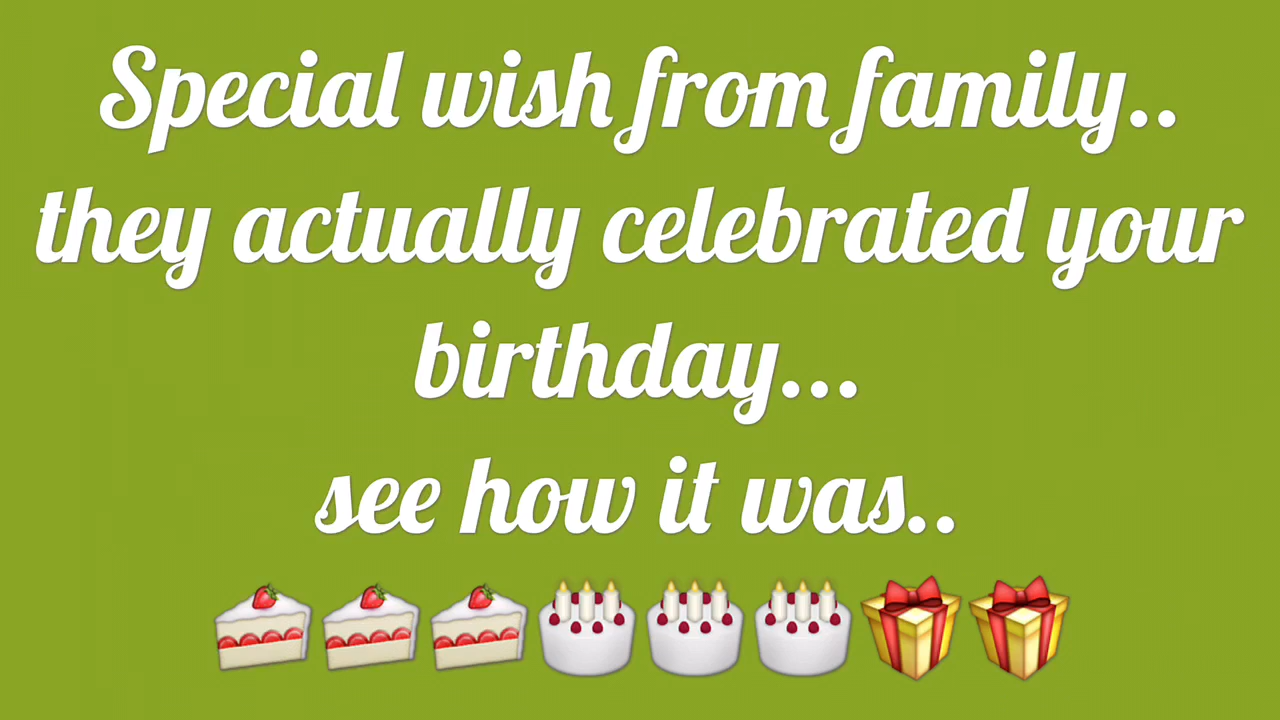 Special wish from family..
they actually celebrated your
birthday...
see how it was..
🍰🍰🍰🎂🎂🎂🎁🎁